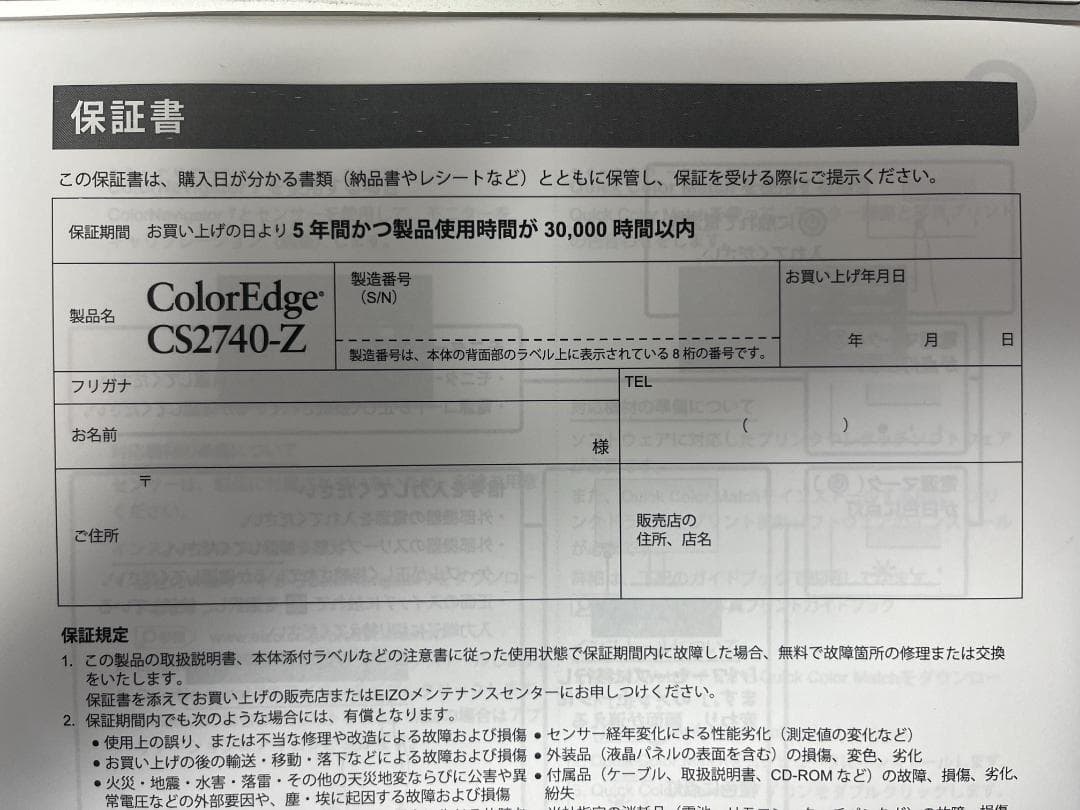 保証書
この保証書は、購入日が分かる書類（納品書やレシートなど）とともに保管し、保証を受ける際にご提示ください。
保証期間　お買い上げの日より 5 年間かつ製品使用時間が 30,000 時間以内
製品名
ColorEdge
CS2740-Z
製造番号
（S/N）
製造番号は、本体の背面部のラベル上に表示されている 8 桁の番号です。
お買い上げ年月日
年　月　日
フリガナ
お名前
様
TEL
（　）
〒
ご住所
販売店の
住所、店名
保証規定
1. この製品の取扱説明書、本体添付ラベルなどの注意書に従った使用状態で保証期間内に故障した場合、無料で故障箇所の修理または交換
をいたします。
保証書を添えてお買い上げの販売店またはEIZOメンテナンスセンターにお申しつけください。
2. 保証期間内でも次のような場合には、有償となります。
● 使用上の誤り、または不当な修理や改造による故障および損傷
● お買い上げの後の輸送・移動・落下などによる故障および損傷
● 火災・地震・水害・落雷・その他の天災地変ならびに公害や異
常電圧などの外部要因や、塵・埃に起因する故障および損傷
● センサー経年変化による性能劣化（測定値の変化など）
● 外装品（液晶パネルの表面を含む）の損傷、変色、劣化
● 付属品（ケーブル、取扱説明書、CD-ROM など）の故障、損傷、劣化、
紛失